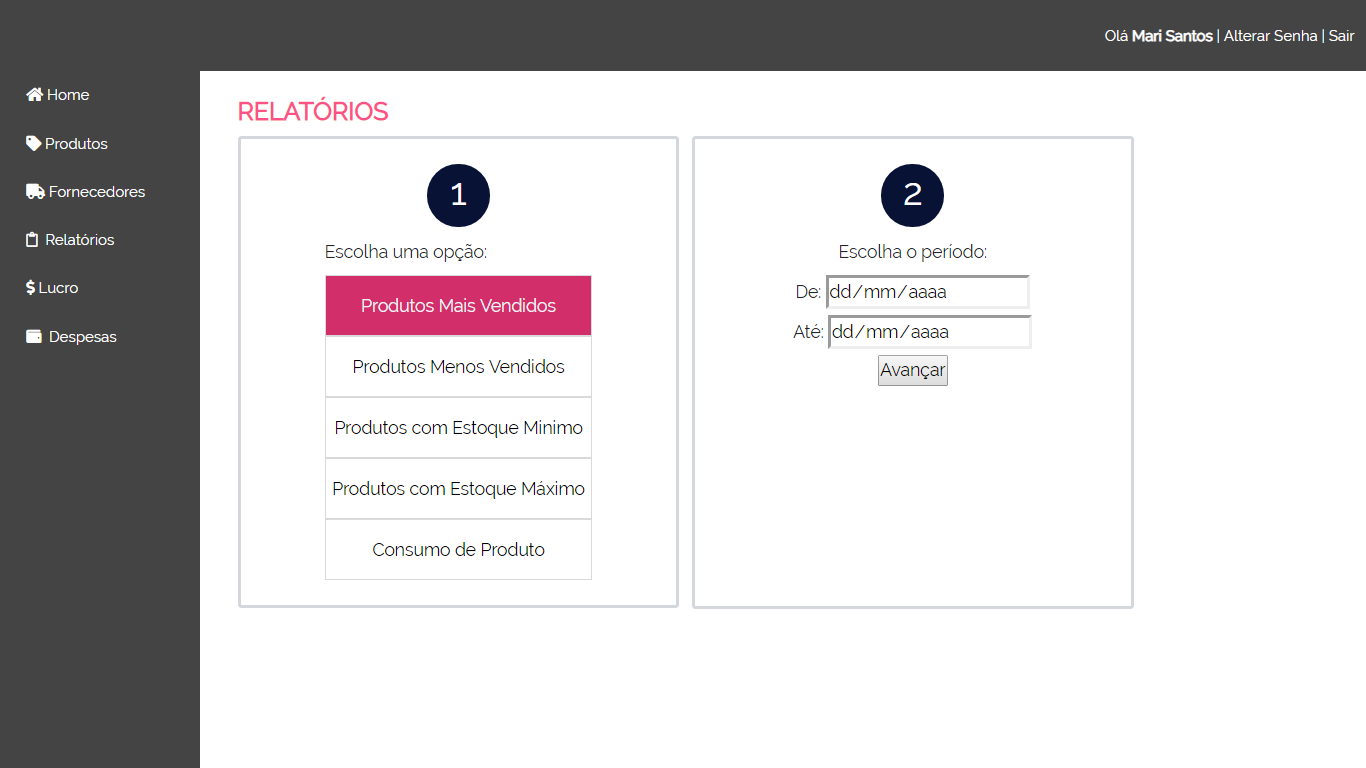 Olá Mari Santos | Alterar Senha | Sair
Home
Produtos
Fornecedores
Relatórios
Lucro
Despesas
RELATÓRIOS
1
Escolha uma opção:
Produtos Mais Vendidos
Produtos Menos Vendidos
Produtos com Estoque Minimo
Produtos com Estoque Máximo
Consumo de Produto
2
Escolha o período:
De: dd/mm/aaaa
Até: dd/mm/aaaa
Avançar